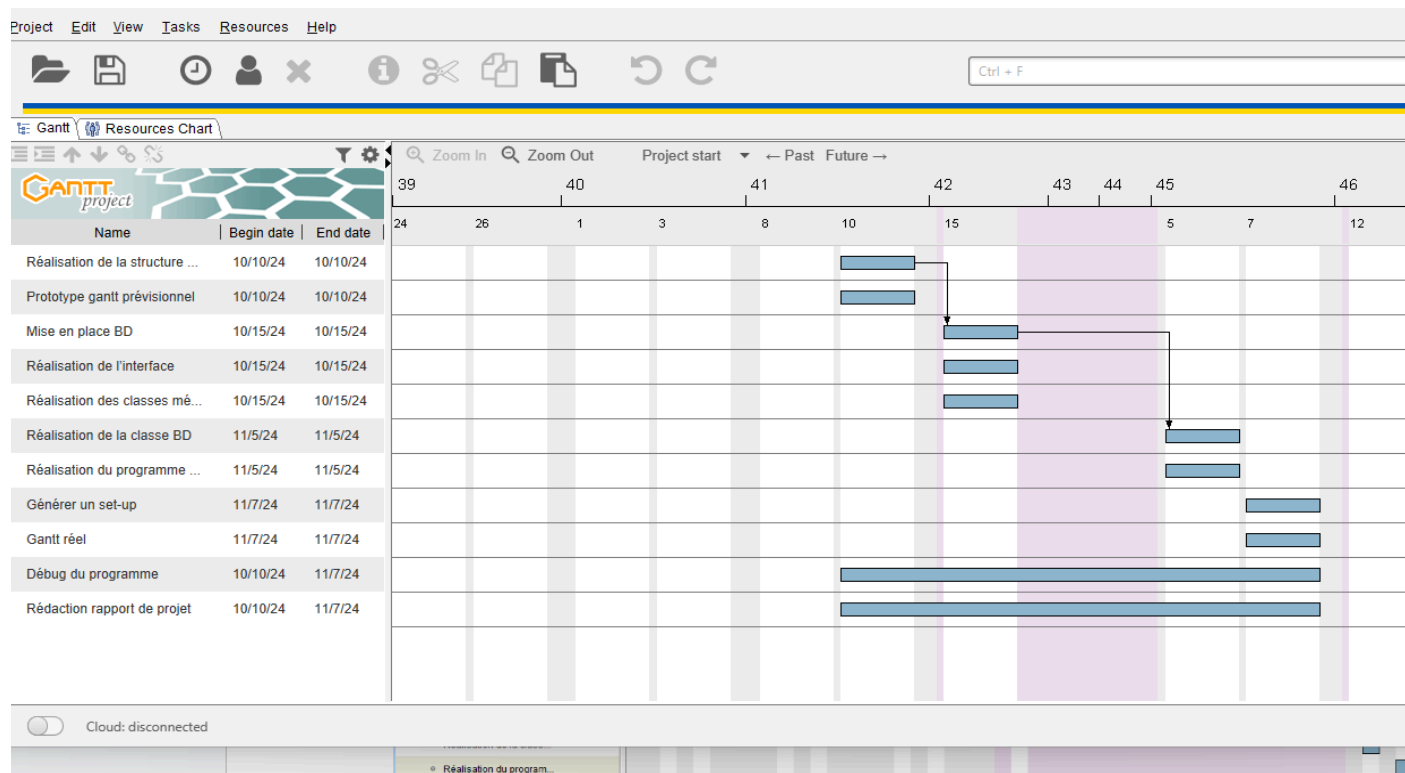 Project Edit View Tasks Resources Help
Ctrl + F
Gantt Resources Chart
Zoom In Zoom Out Project start ← Past Future →
GANTT project
39 40 41 42 43 44 45 46
24 26 1 3 8 10 15 5 7 12
Name Begin date End date
Réalisation de la structure ... 10/10/24 10/10/24
Prototype gantt prévisionnel 10/10/24 10/10/24
Mise en place BD 10/15/24 10/15/24
Réalisation de l'interface 10/15/24 10/15/24
Réalisation des classes mé... 10/15/24 10/15/24
Réalisation de la classe BD 11/5/24 11/5/24
Réalisation du programme ... 11/5/24 11/5/24
Générer un set-up 11/7/24 11/7/24
Gantt réel 11/7/24 11/7/24
Débug du programme 10/10/24 11/7/24
Rédaction rapport de projet 10/10/24 11/7/24
Cloud: disconnected
Réalisation du program...